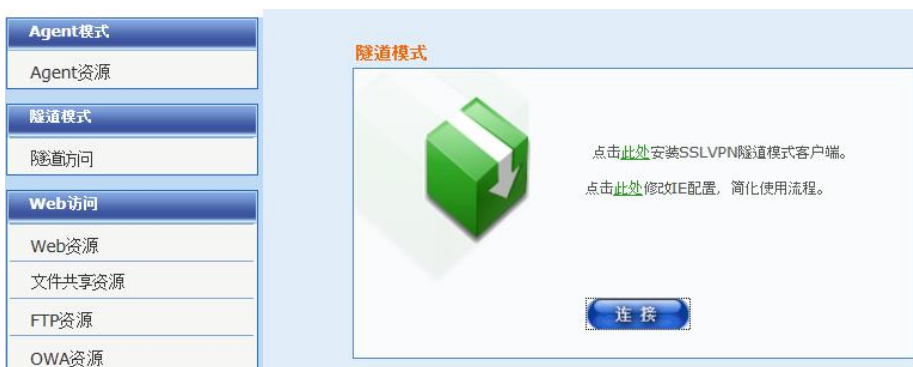 Agent模式
Agent资源
隧道模式
隧道访问
Web访问
Web资源
文件共享资源
FTP资源
OWA资源
隧道模式
点击此处安装SSLVPN隧道模式客户端。
点击此处修改IE配置，简化使用流程。
连接